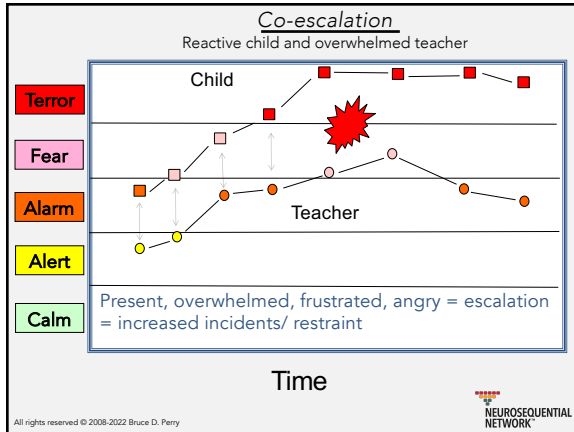 Co-escalation
Reactive child and overwhelmed teacher
Child
Terror
Fear
Alarm
Teacher
Alert
Present, overwhelmed, frustrated, angry = escalation
= increased incidents/ restraint
Calm
Time
All rights reserved © 2008-2022 Bruce D. Perry
NEUROSEQUENTIAL
NETWORK™